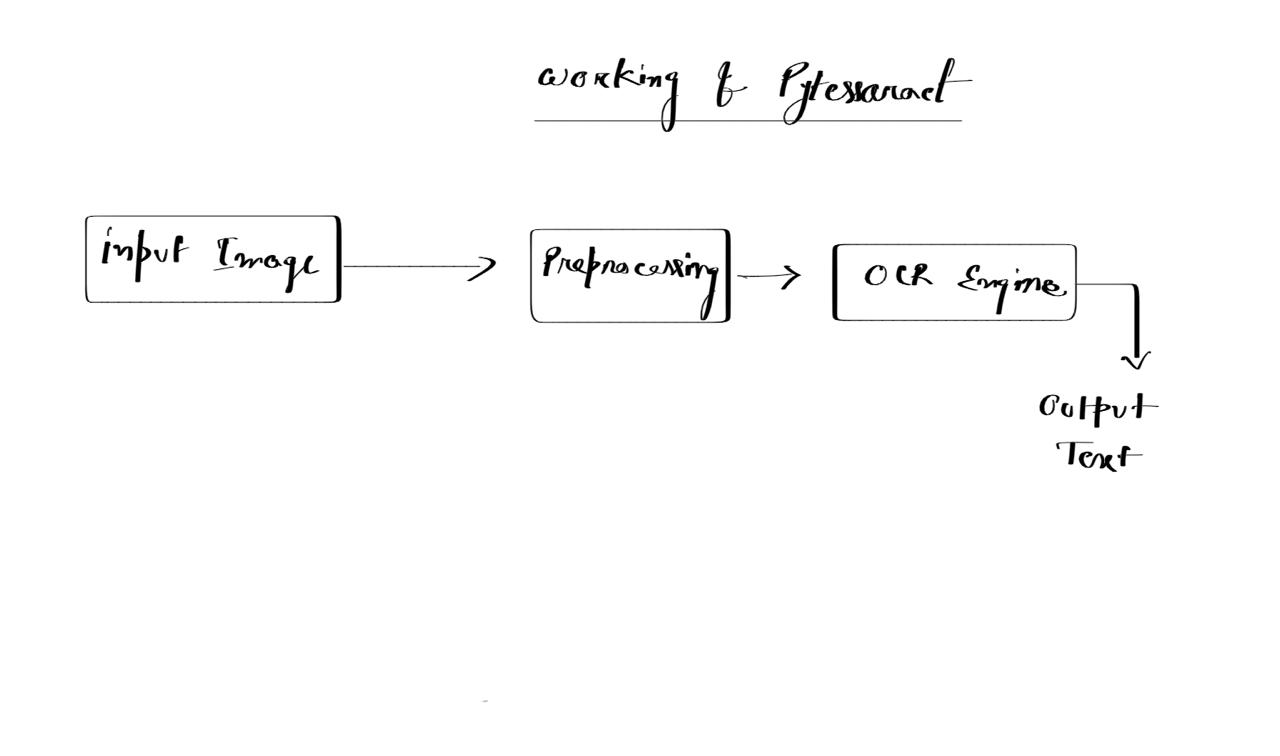 working of Pytessaract
input Image
Preprocessing
OCR Engine
Output
Text